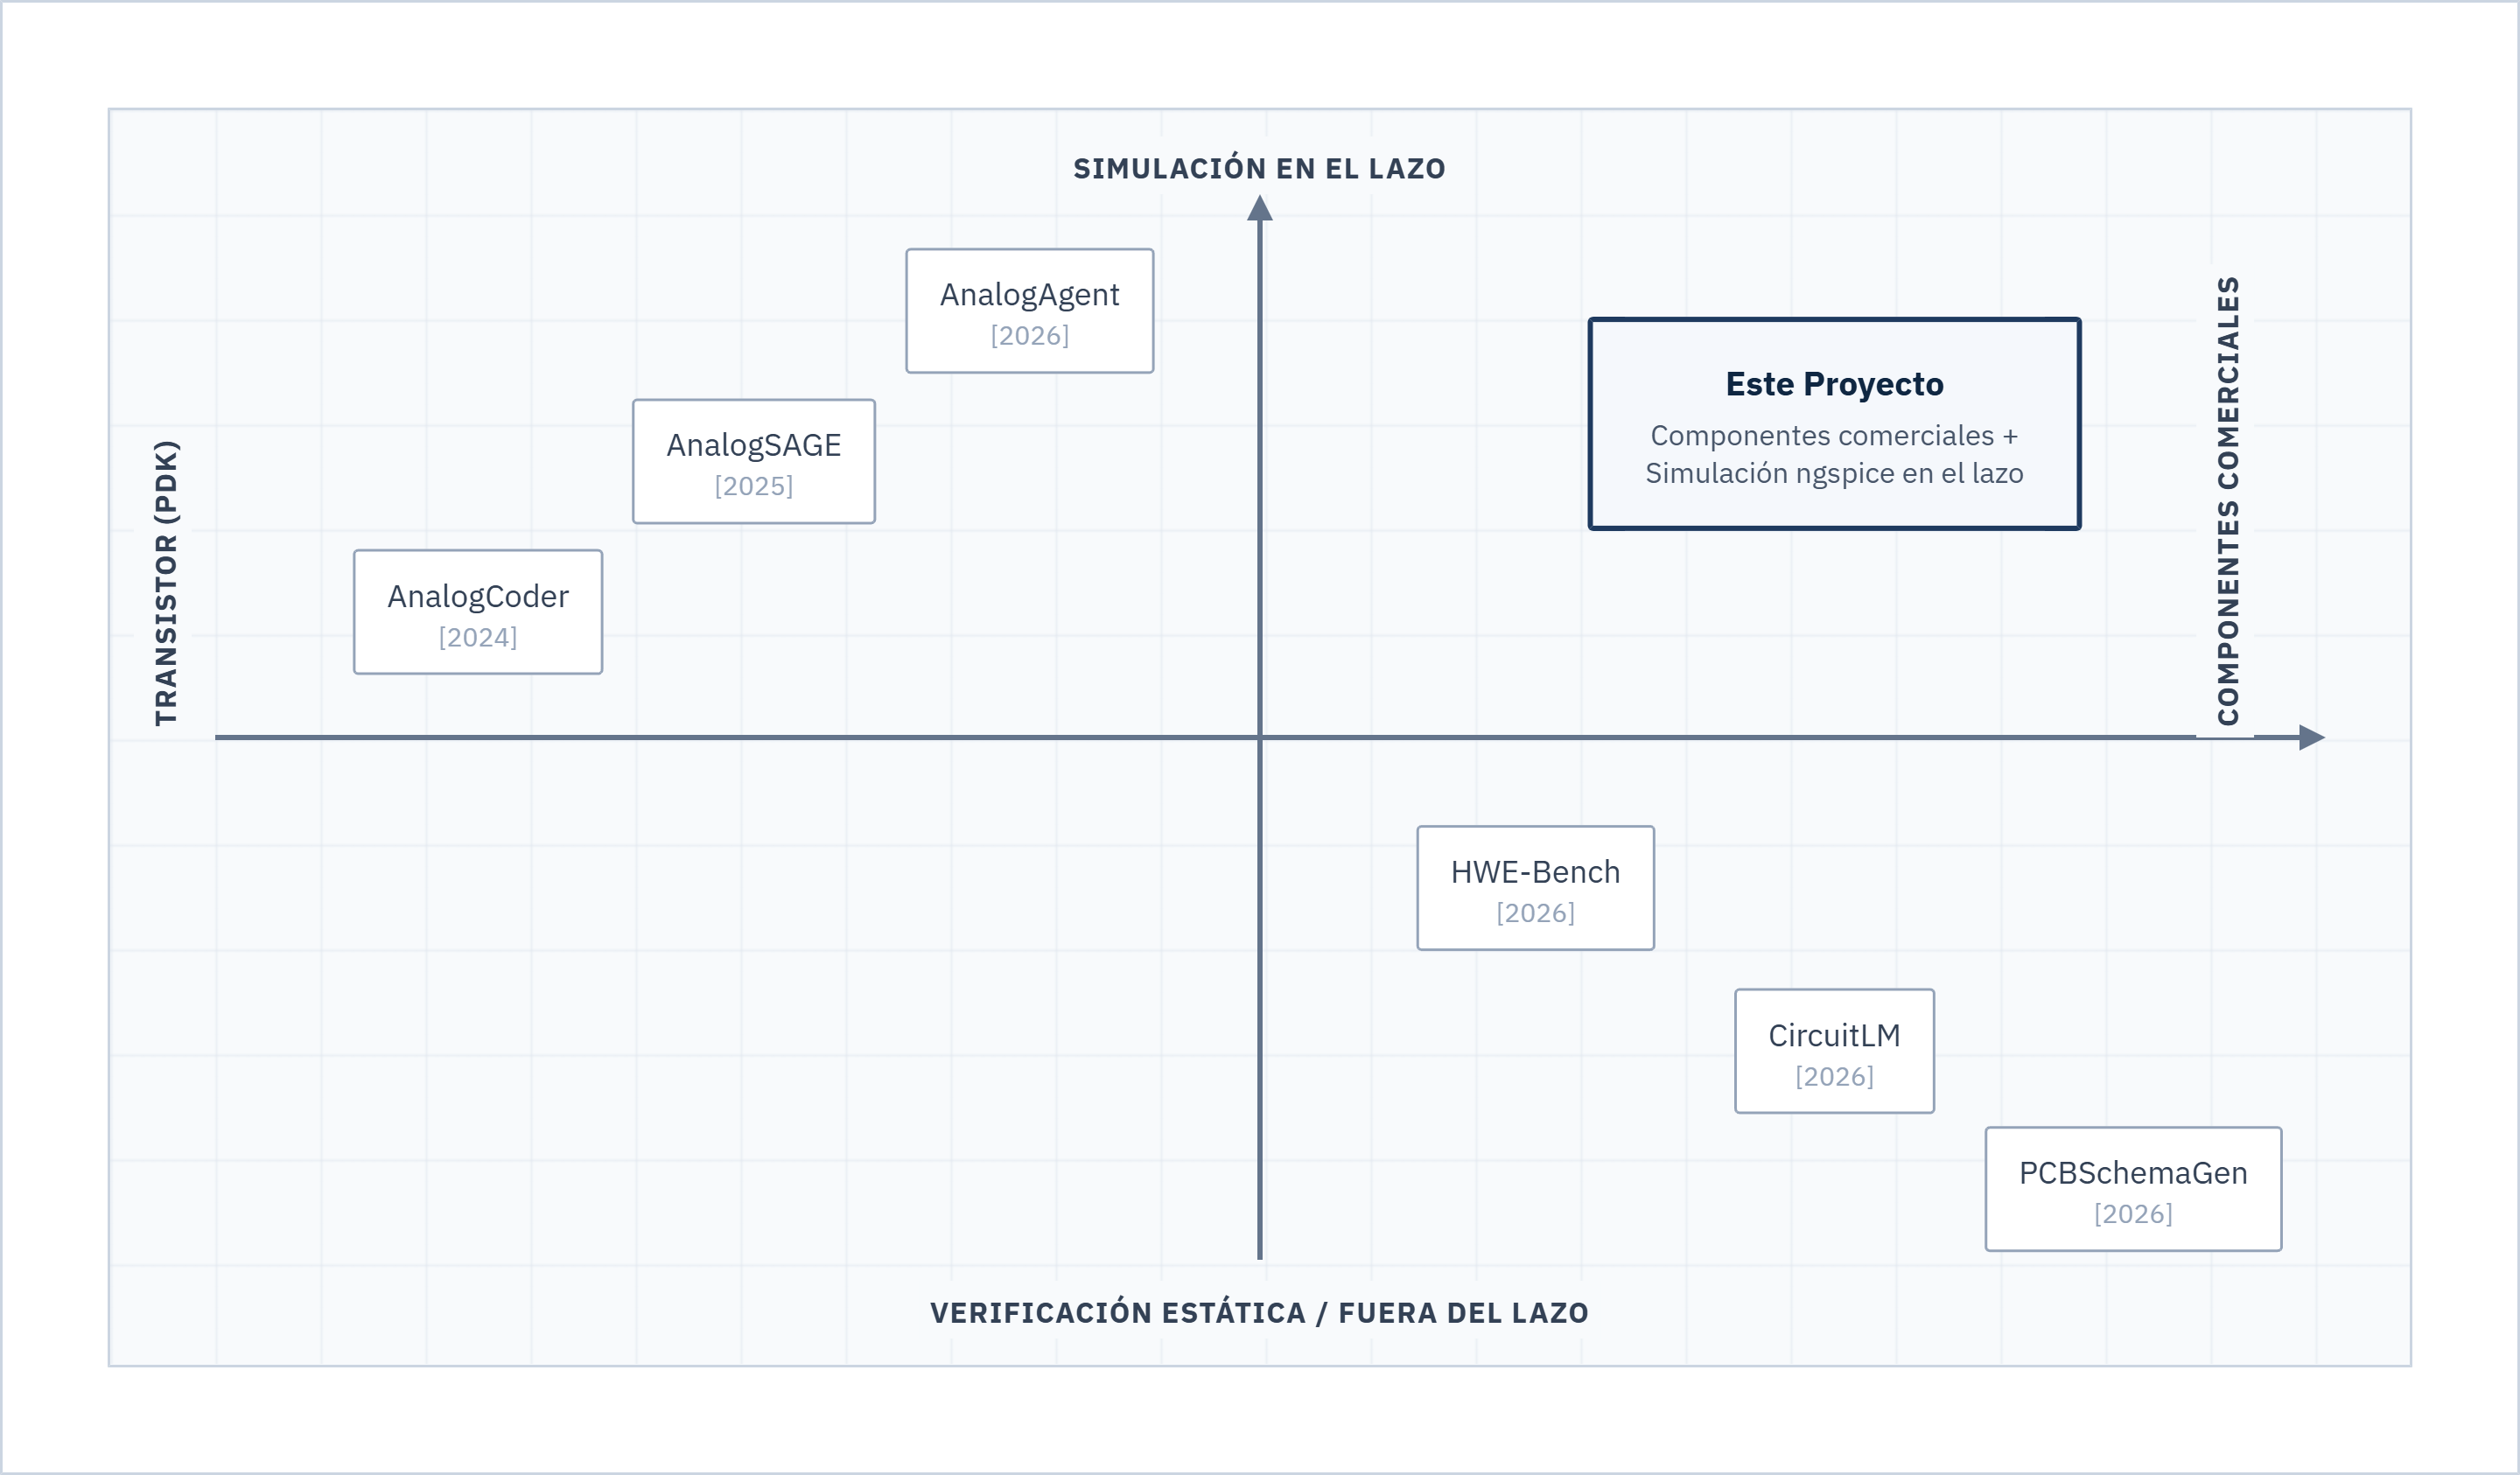 SIMULACIÓN EN EL LAZO
AnalogAgent
[2026]
Este Proyecto
Componentes comerciales +
Simulación ngspice en el lazo
AnalogSAGE
[2025]
AnalogCoder
[2024]
TRANSISTOR (PDK)
COMPONENTES COMERCIALES
HWE-Bench
[2026]
CircuitLM
[2026]
PCBSchemaGen
[2026]
VERIFICACIÓN ESTÁTICA / FUERA DEL LAZO